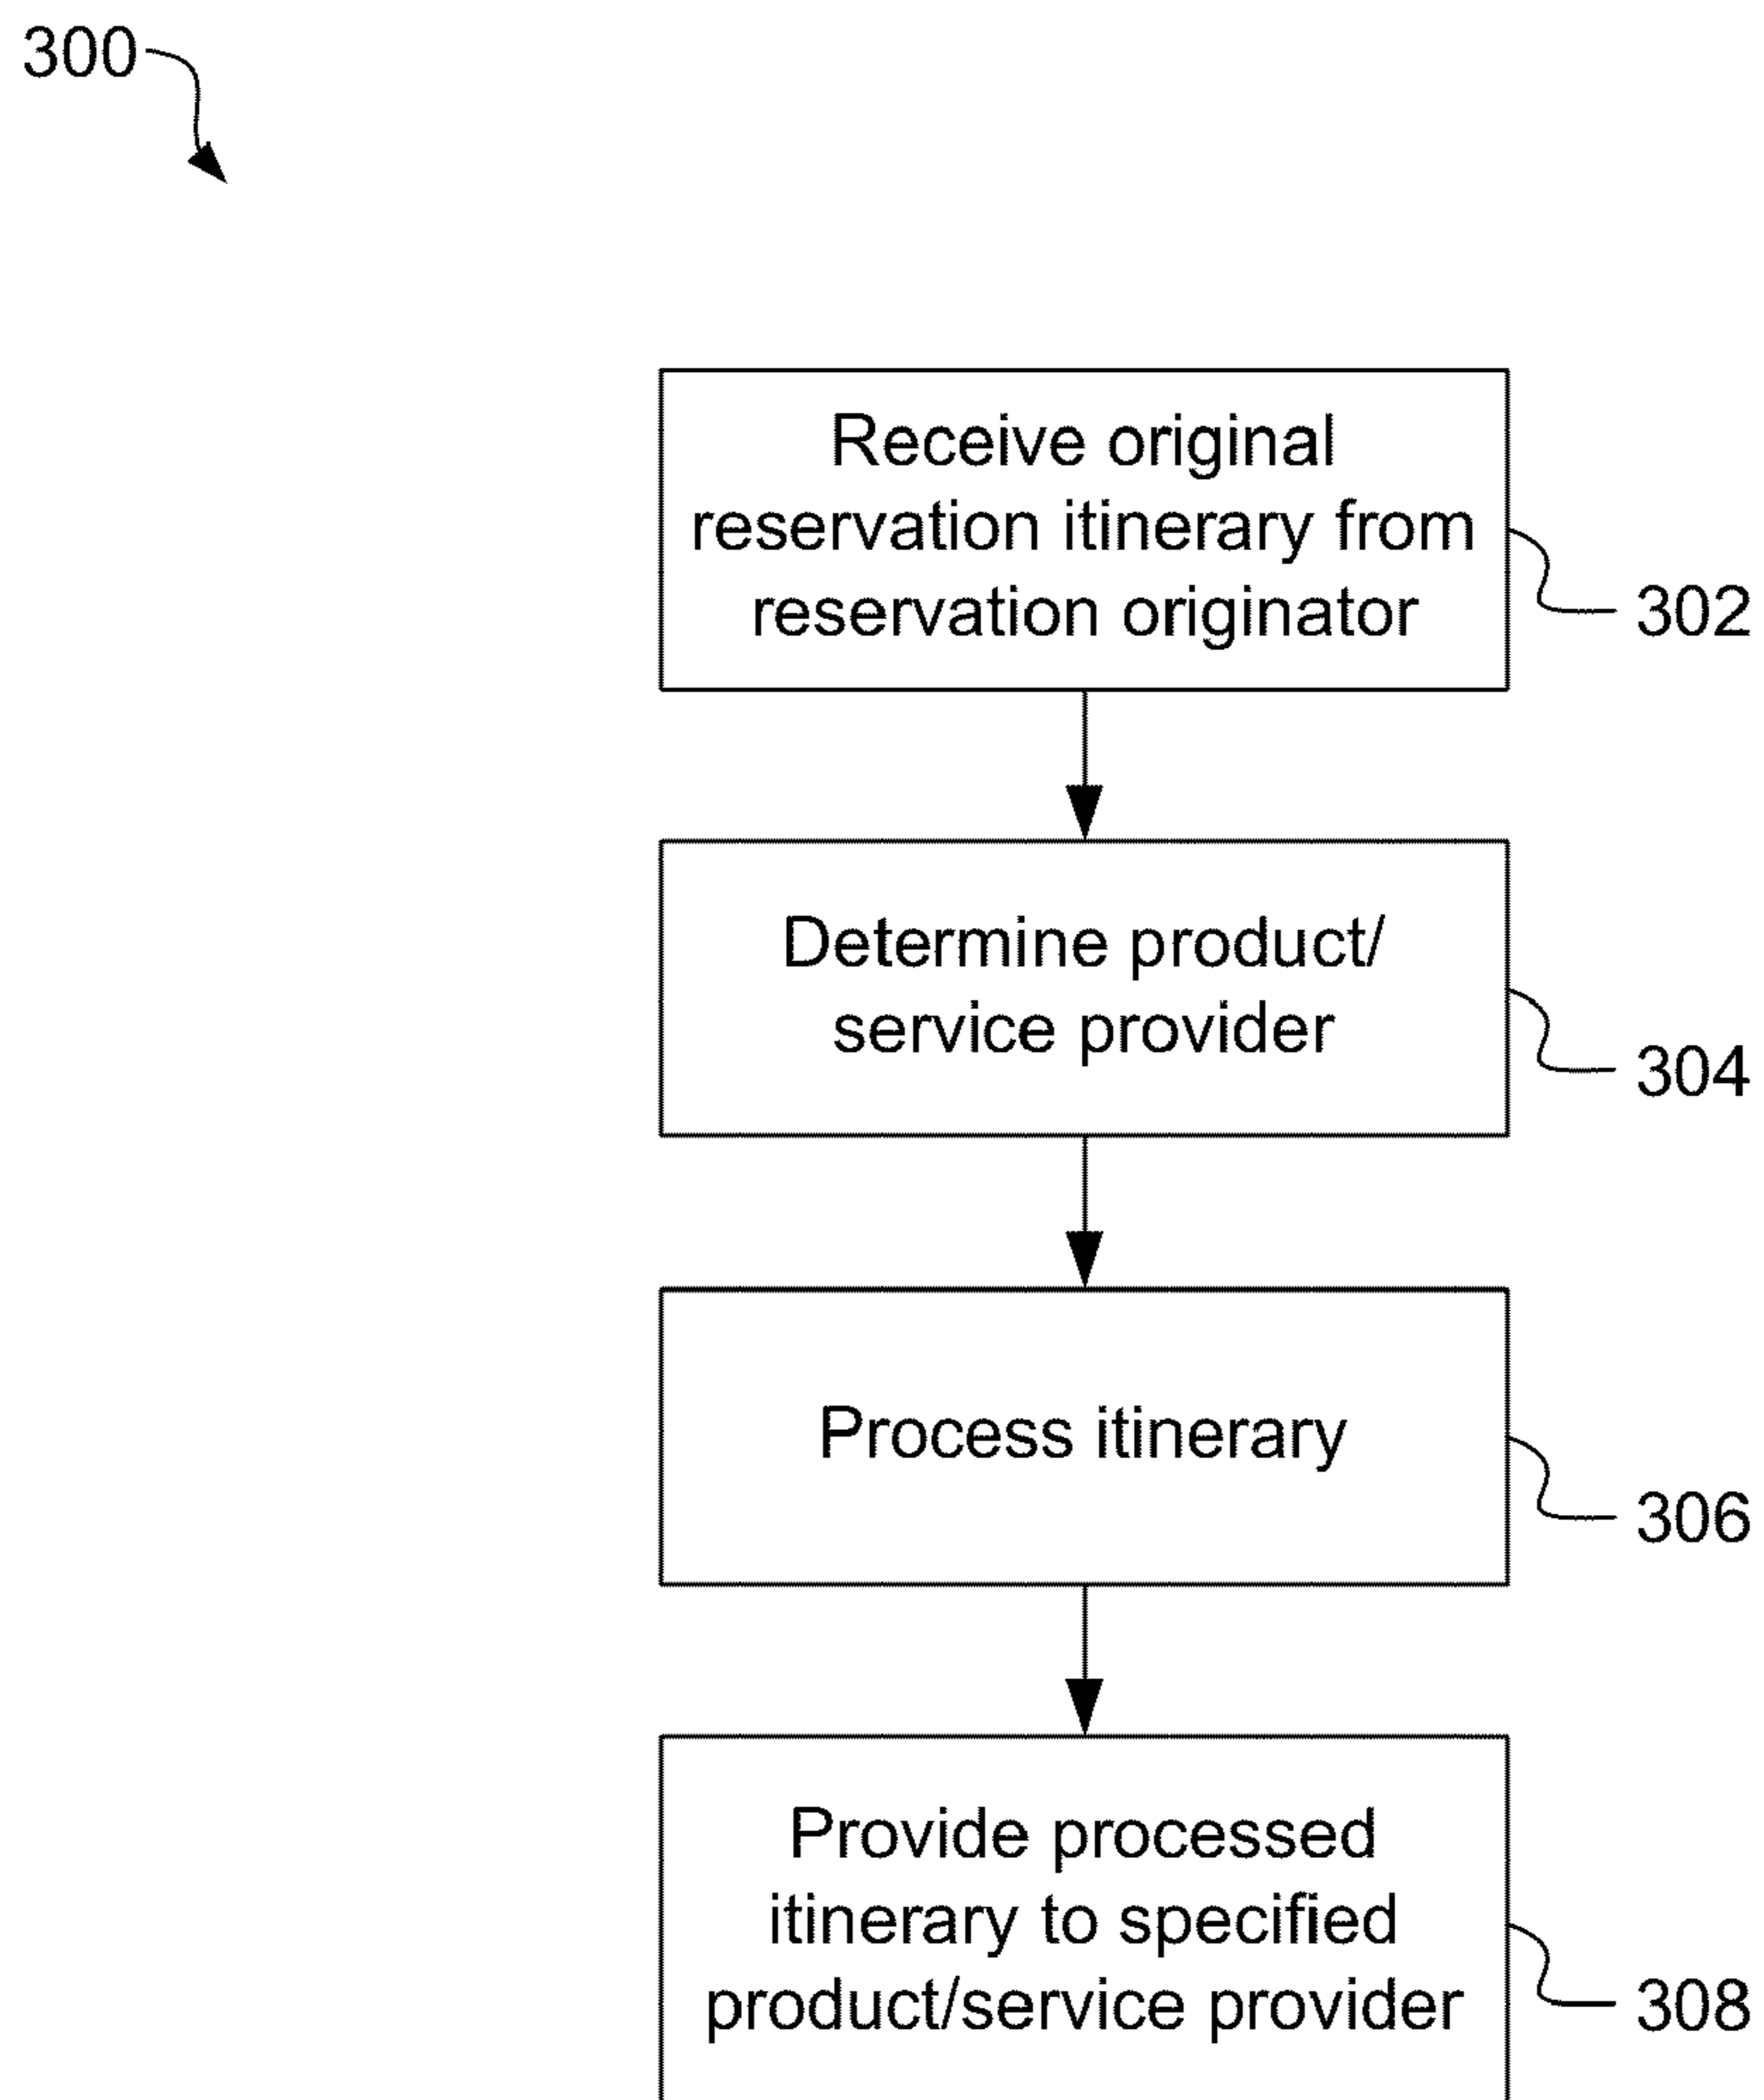 300
Receive original
reservation itinerary from
reservation originator
302
Determine product/
service provider
304
Process itinerary
306
Provide processed
itinerary to specified
product/service provider
308